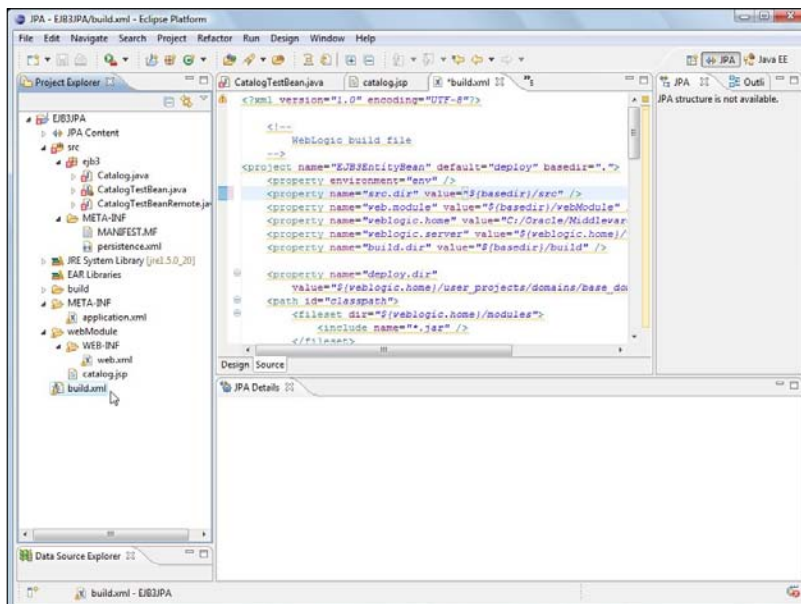 JPA - EJB3JPA/build.xml - Eclipse Platform
File Edit Navigate Search Project Refactor Run Design Window Help
JPA Java EE
Project Explorer
EJB3JPA
JPA Content
src
ejb3
Catalog.java
CatalogTestBean.java
CatalogTestBeanRemote.jav
META-INF
MANIFEST.MF
persistence.xml
JRE System Library [jre1.5.0_20]
EAR Libraries
build
META-INF
application.xml
webModule
WEB-INF
web.xml
catalog.jsp
build.xml
Data Source Explorer
CatalogTestBean.java catalog.jsp *build.xml »5
<?xml version="1.0" encoding="UTF-8"?>
<!--
WebLogic build file
-->
<project name="EJB3EntityBean" default="deploy" basedir=".">
<property environment="env" />
<property name="src.dir" value="${basedir}/src" />
<property name="web.module" value="${basedir}/webModule" /
<property name="weblogic.home" value="C:/Oracle/Middlewar
<property name="weblogic.server" value="${weblogic.home}/
<property name="build.dir" value="${basedir}/build" />
<property name="deploy.dir"
value="${weblogic.home}/user_projects/domains/base_do
<path id="classpath">
<fileset dir="${weblogic.home}/modules">
<include name="*.jar" />
</fileset>
Design Source
JPA Details
JPA Outli
JPA structure is not available.
build.xml - EJB3JPA